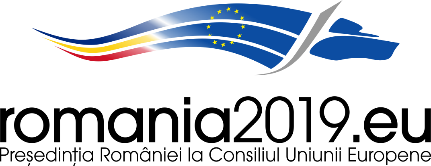 romania2019.eu
Președinția României la Consiliul Uniunii Europene